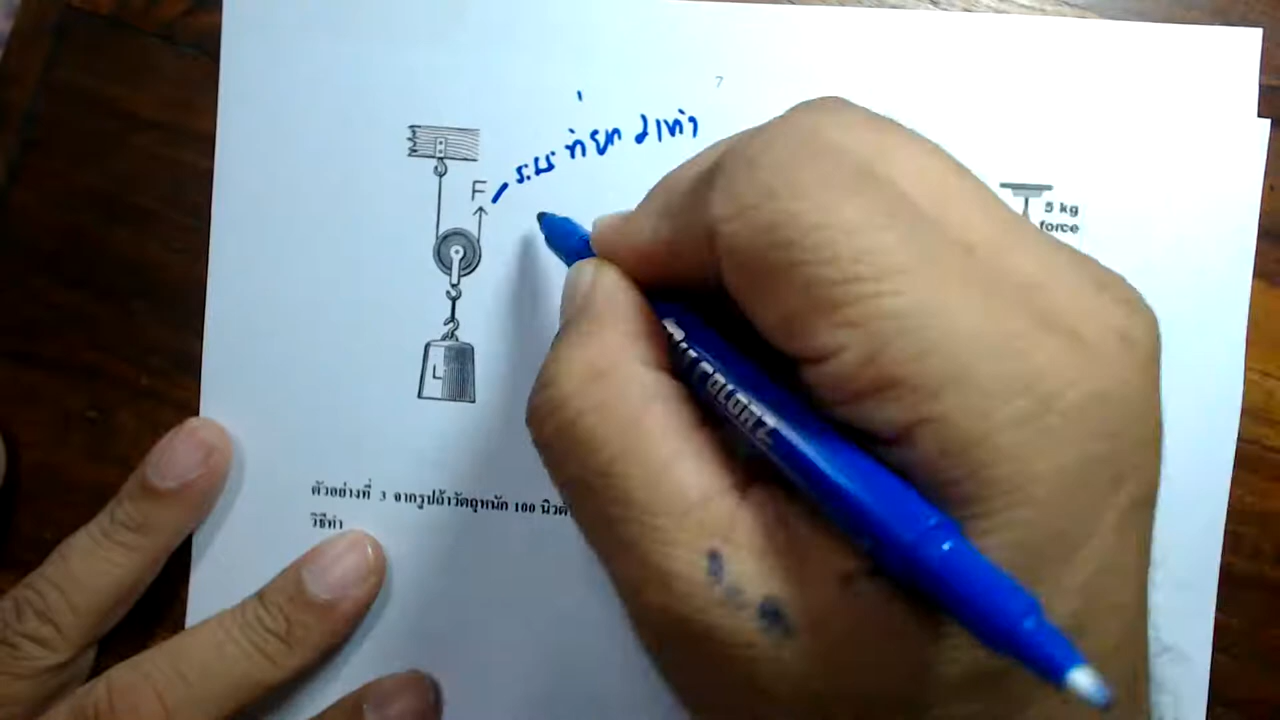 7
ระยะ ที่ยก 2 เท่า
F
5 kg
force
L
ตัวอย่างที่ 3 จากรูปถ้าวัตถุหนัก 100 นิวตั
วิธีทำ